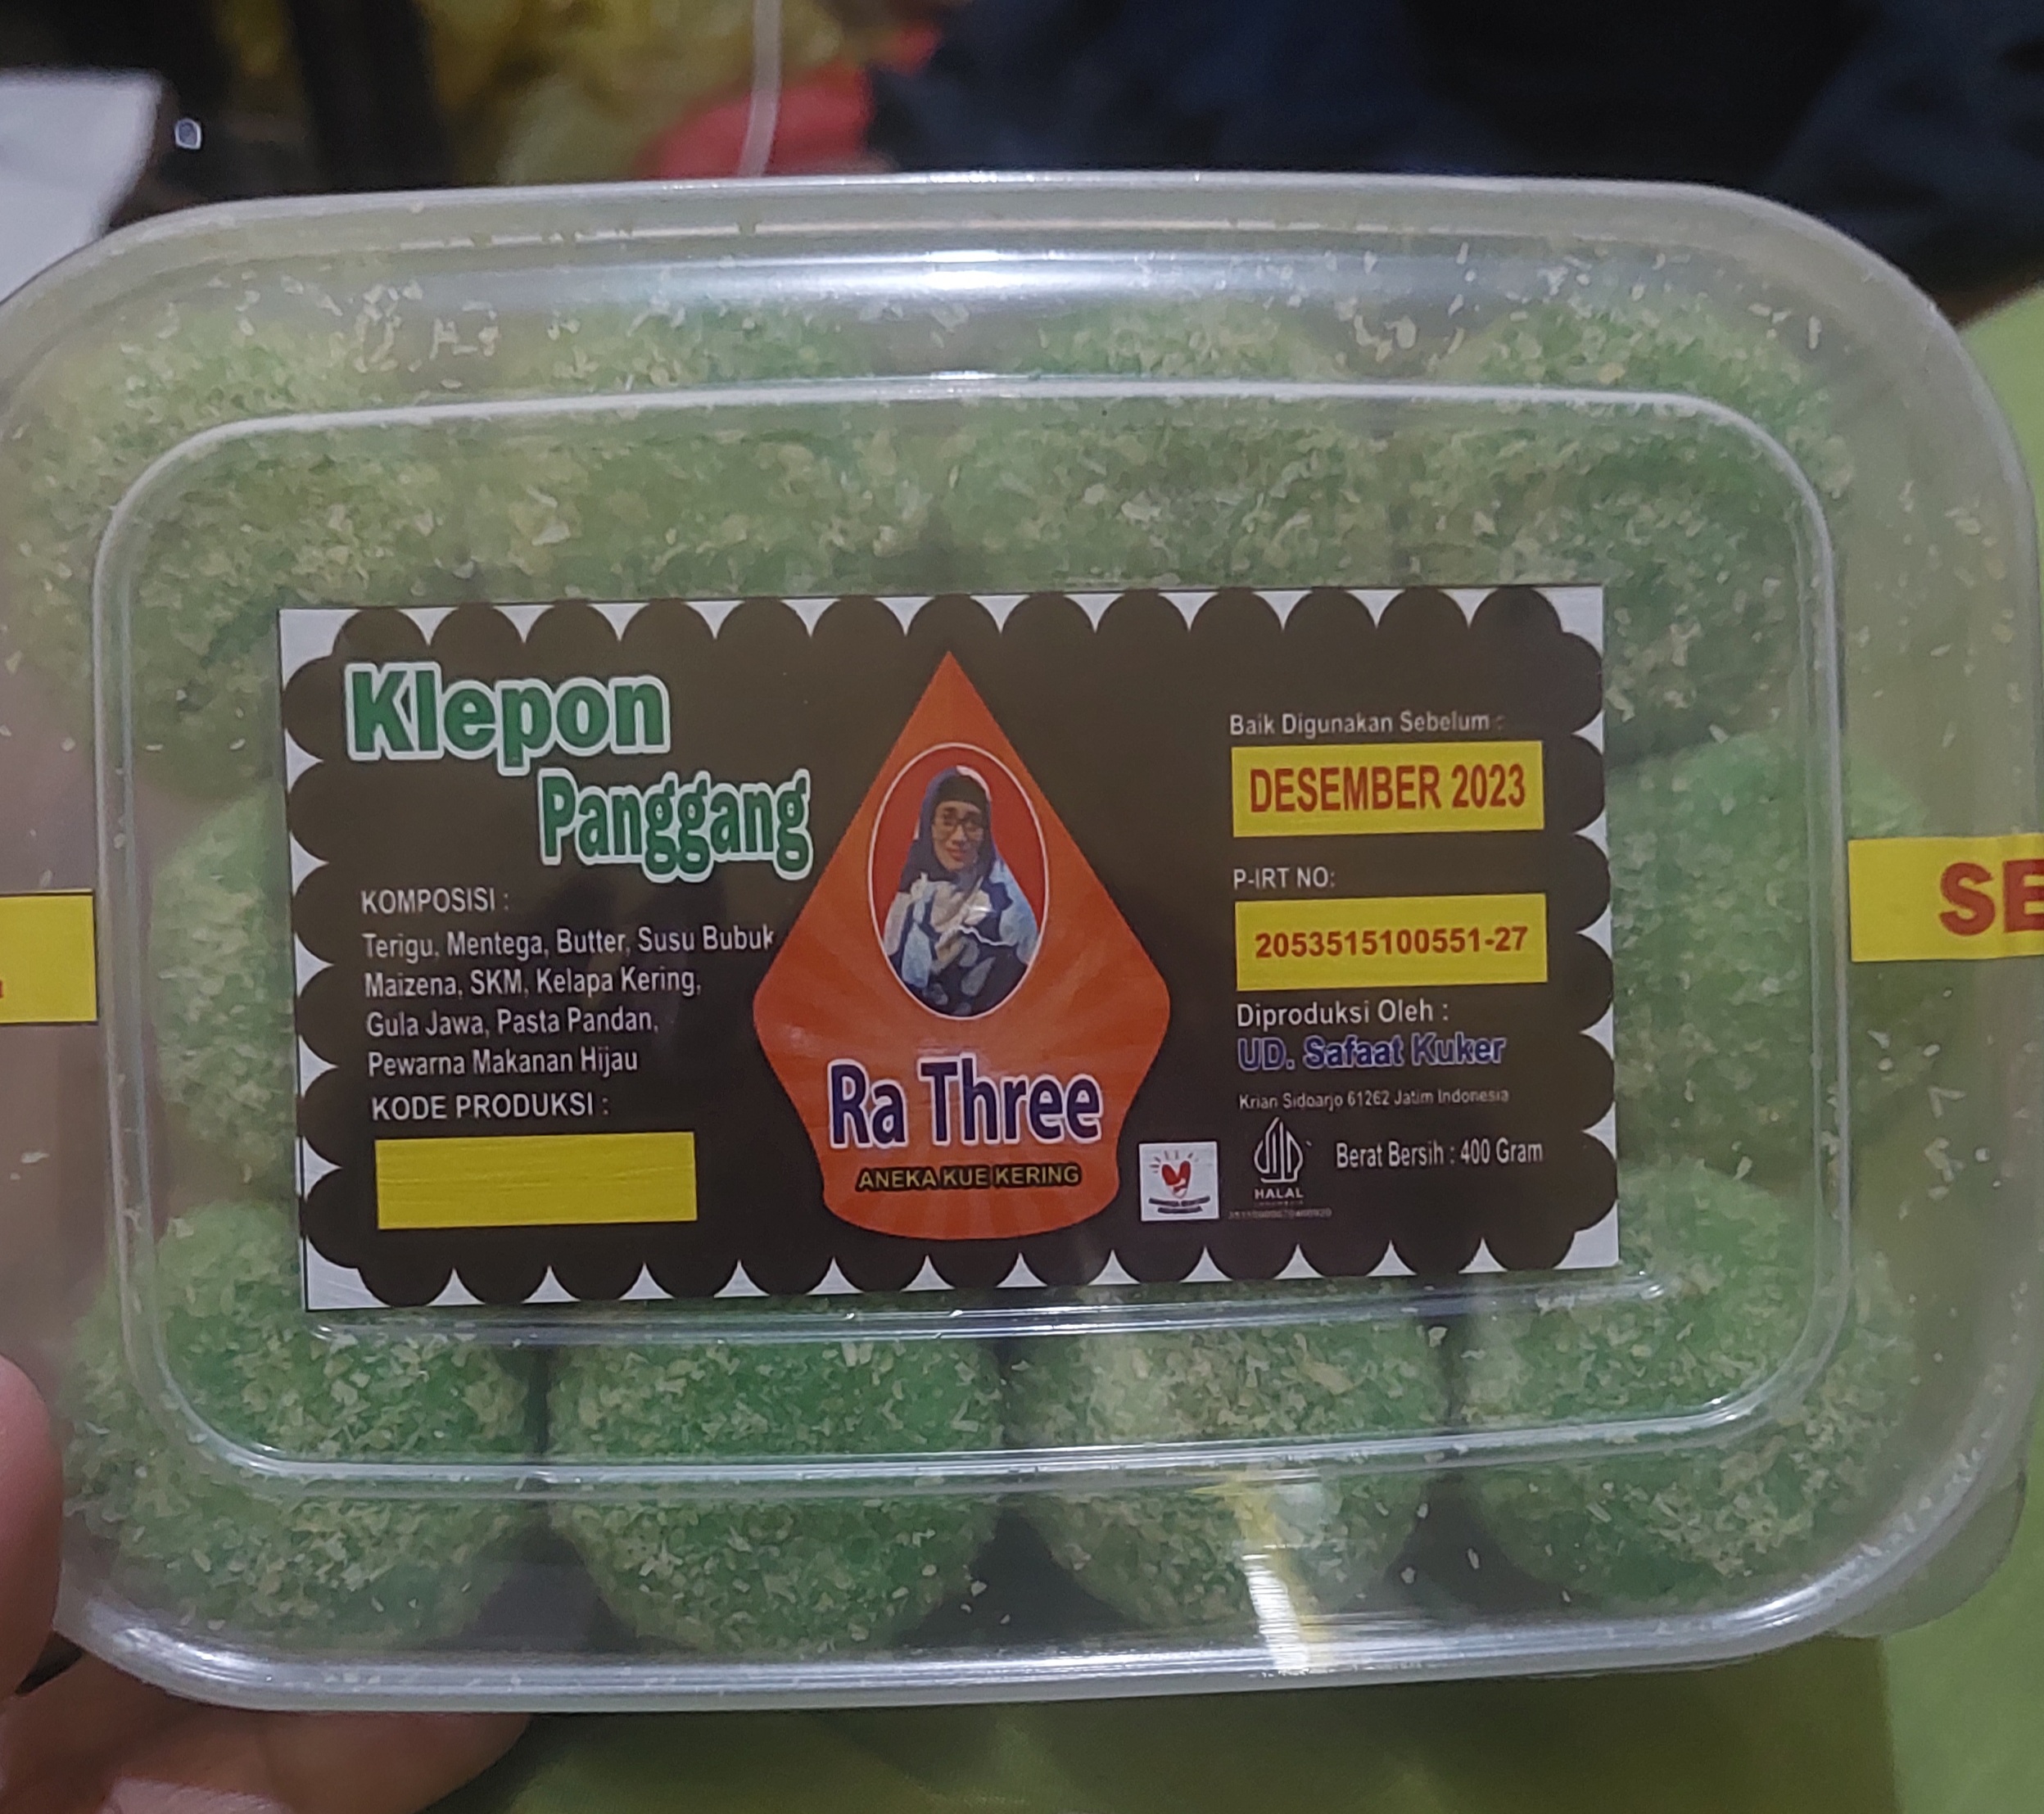 Klepon
Panggang
KOMPOSISI :
Terigu, Mentega, Butter, Susu Bubuk
Maizena, SKM, Kelapa Kering,
Gula Jawa, Pasta Pandan,
Pewarna Makanan Hijau
KODE PRODUKSI :
Ra Three
ANEKA KUE KERING
Baik Digunakan Sebelum :
DESEMBER 2023
P-IRT NO:
2053515100551-27
Diproduksi Oleh :
UD. Safaat Kuker
Krian Sidoarjo 61262 Jatim Indonesia
HALAL
INDONESIA
Berat Bersih : 400 Gram
SE